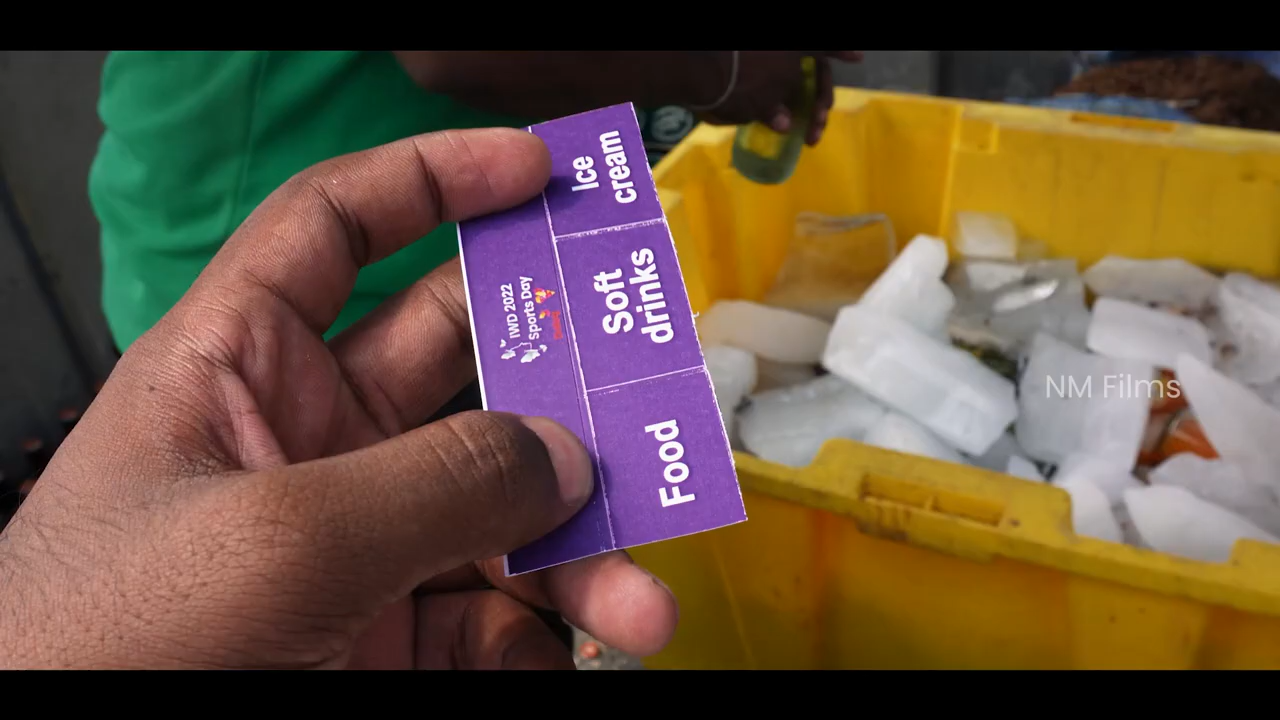 Ice
cream
Soft
drinks
Food
IWD 2022
Sports Day
NM Films